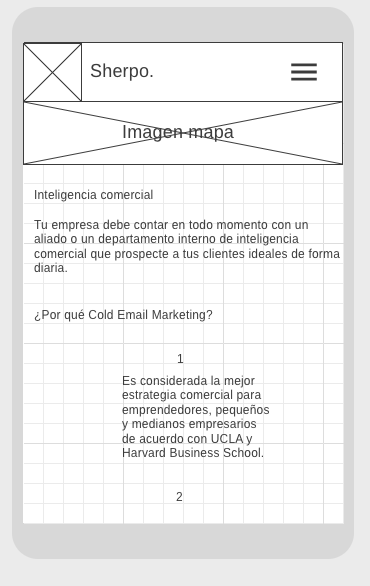 Sherpo.
Imagen mapa
Inteligencia comercial
Tu empresa debe contar en todo momento con un
aliado o un departamento interno de inteligencia
comercial que prospecte a tus clientes ideales de forma
diaria.
¿Por qué Cold Email Marketing?
1
Es considerada la mejor
estrategia comercial para
emprendedores, pequeños
y medianos empresarios
de acuerdo con UCLA y
Harvard Business School.
2